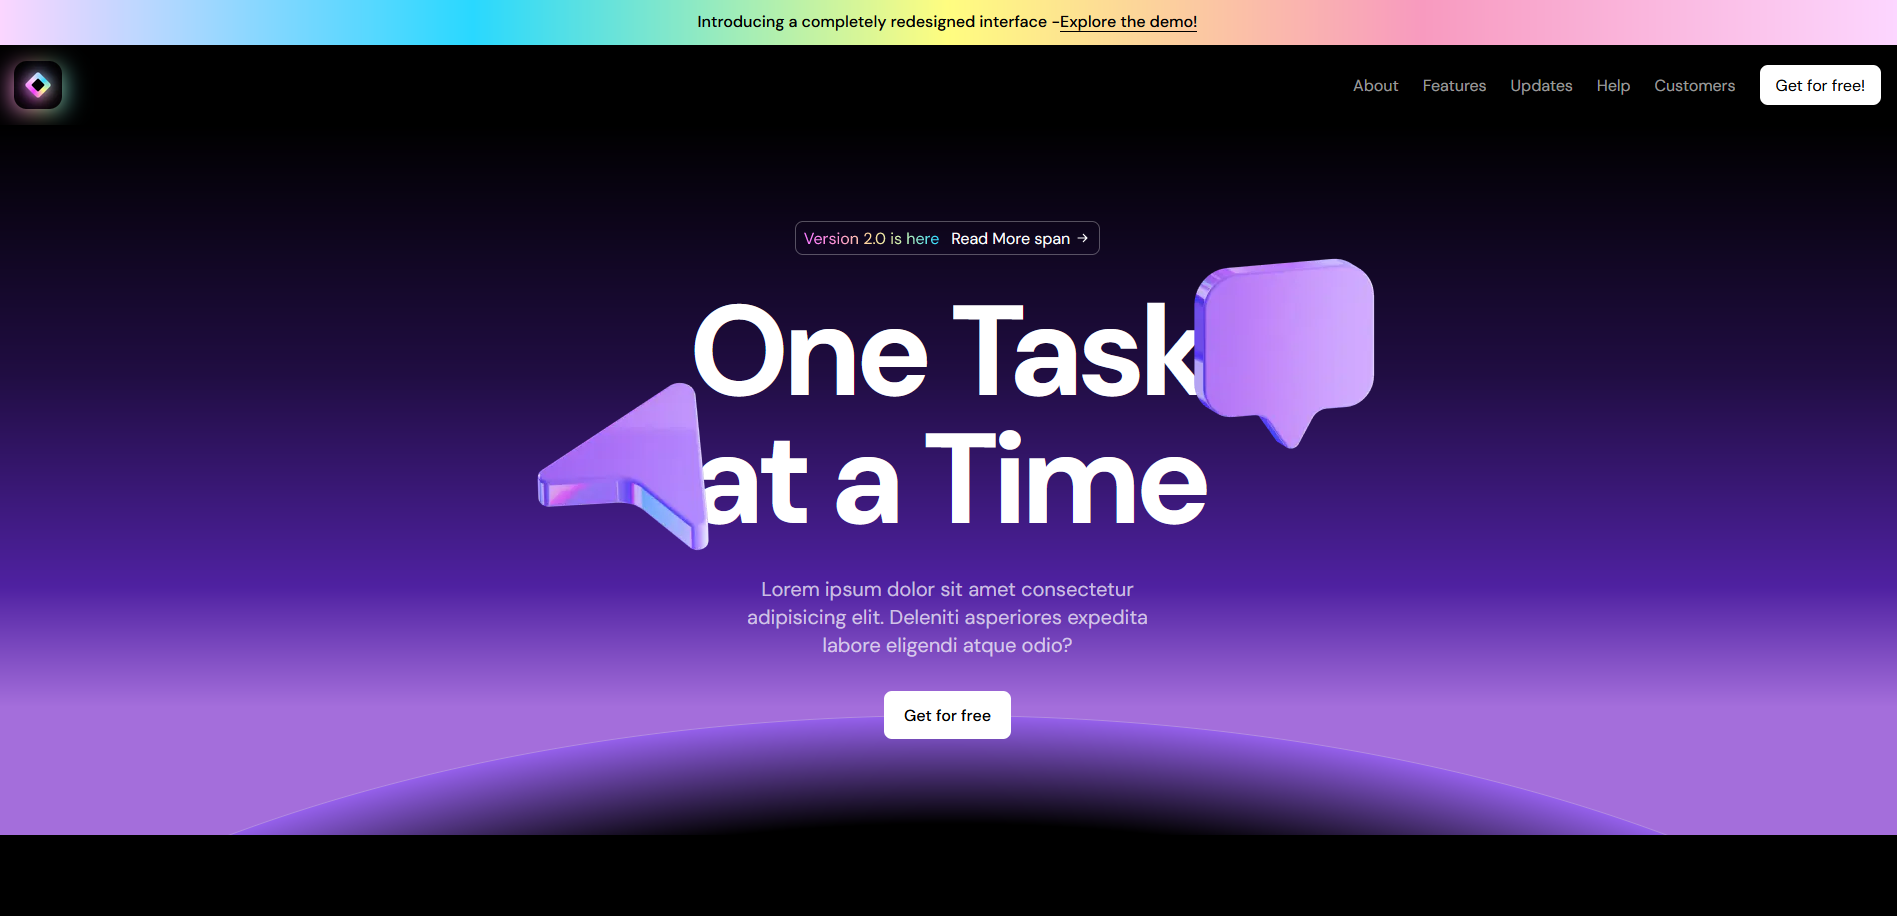 Introducing a completely redesigned interface -Explore the demo!
About Features Updates Help Customers Get for free!
Version 2.0 is here Read More span →
One Task
at a Time
Lorem ipsum dolor sit amet consectetur
adipisicing elit. Deleniti asperiores expedita
labore eligendi atque odio?
Get for free